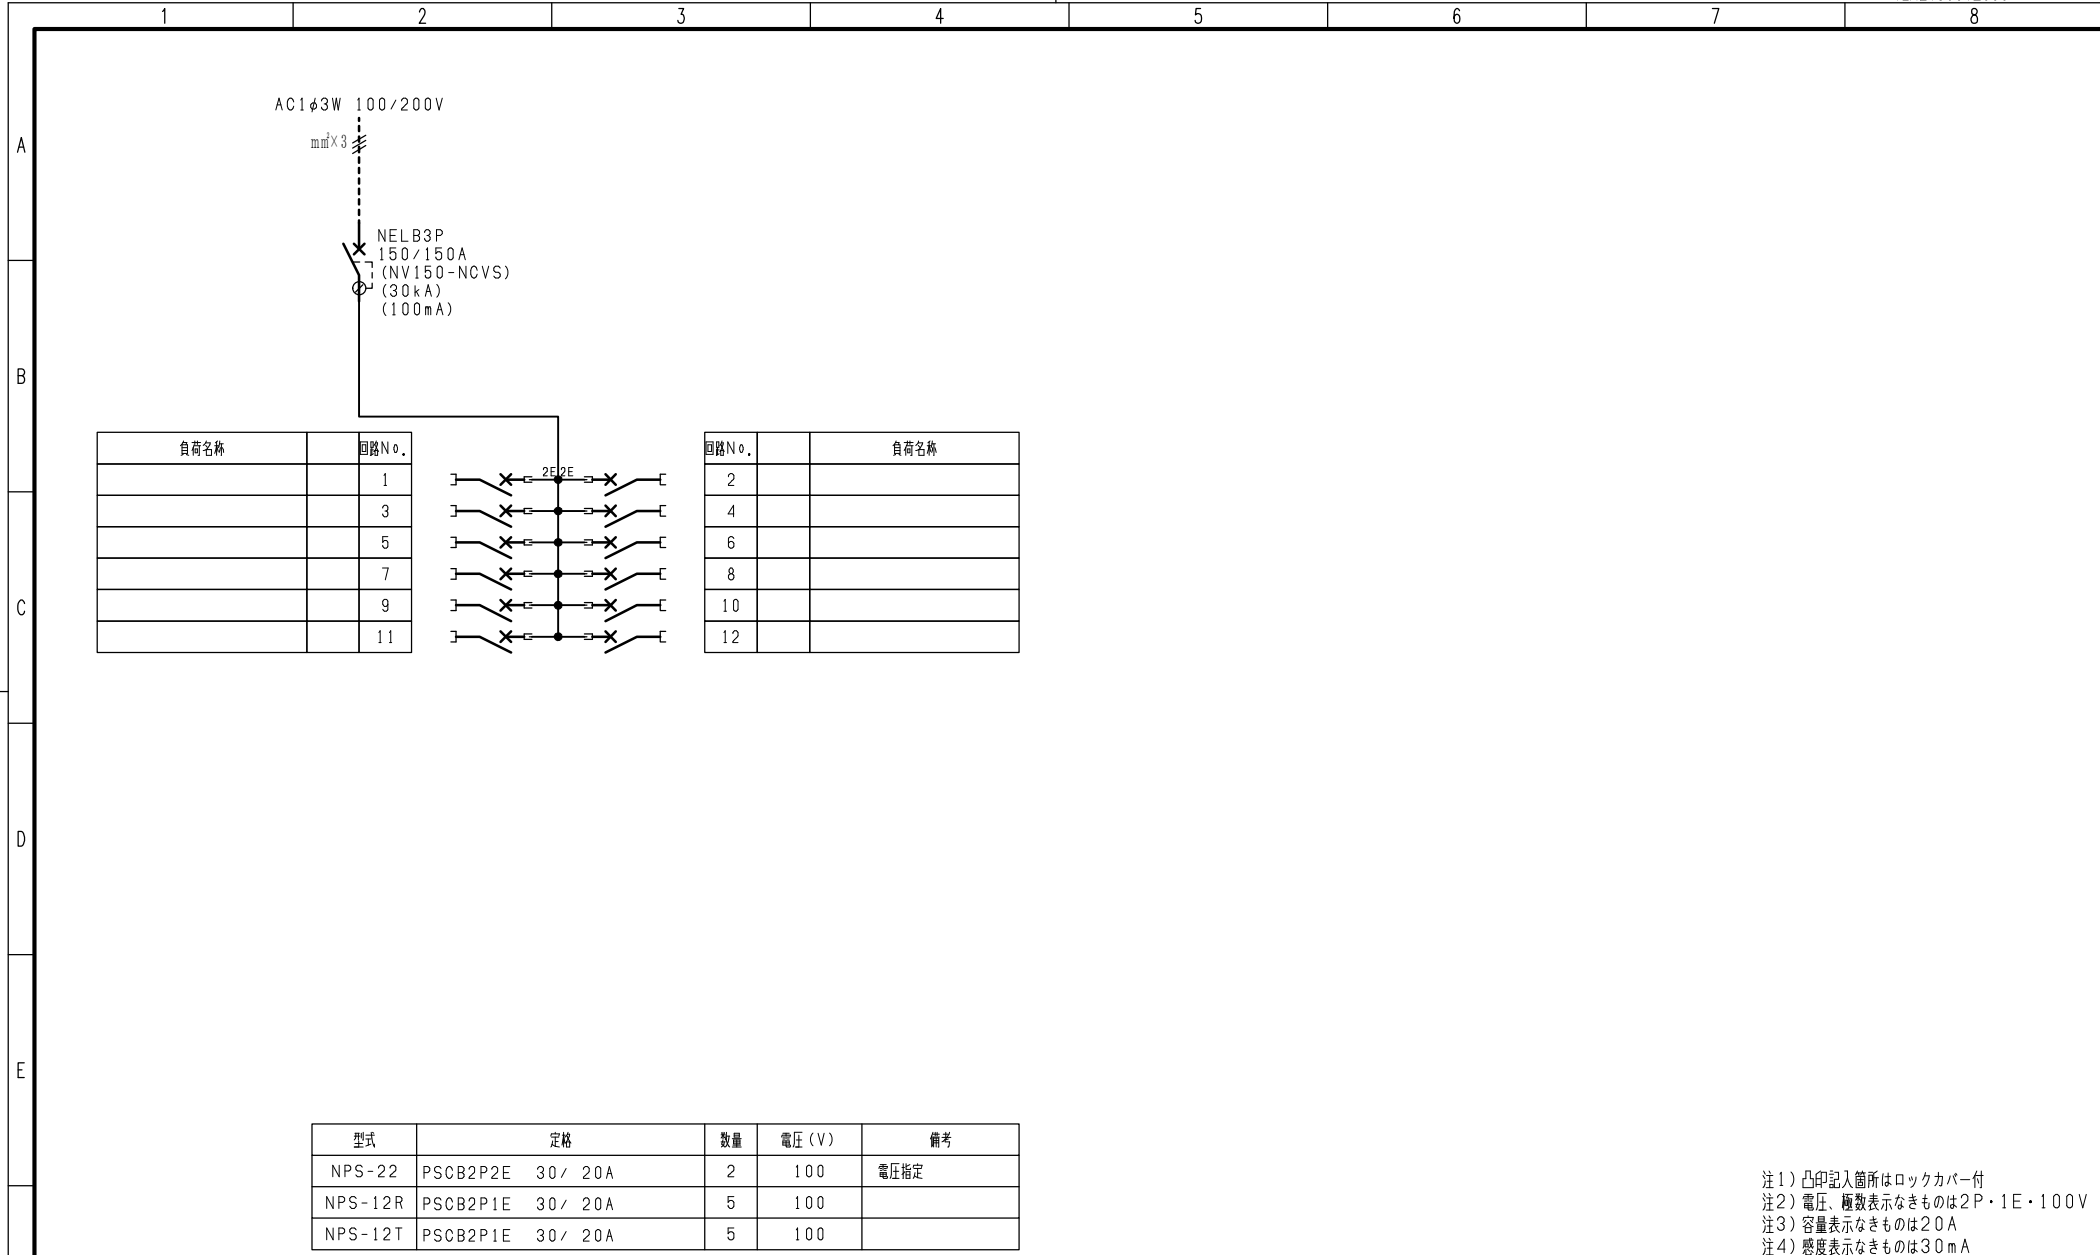 1 2 3 4 5 6 7 8
A
B
C
D
E
AC1φ3W 100/200V
mm²×3
NELB3P
150/150A
(NV150-NCVS)
(30kA)
(100mA)
負荷名称 回路No. 回路No. 負荷名称
2E 2E
1 2
3 4
5 6
7 8
9 10
11 12
型式 定格 数量 電圧(V) 備考
NPS-22 PSCB2P2E 30/ 20A 2 100 電圧指定
NPS-12R PSCB2P1E 30/ 20A 5 100
NPS-12T PSCB2P1E 30/ 20A 5 100
注1)凸印記入箇所はロックカバー付
注2)電圧、極数表示なきものは2P・1E・100V
注3)容量表示なきものは20A
注4)感度表示なきものは30mA